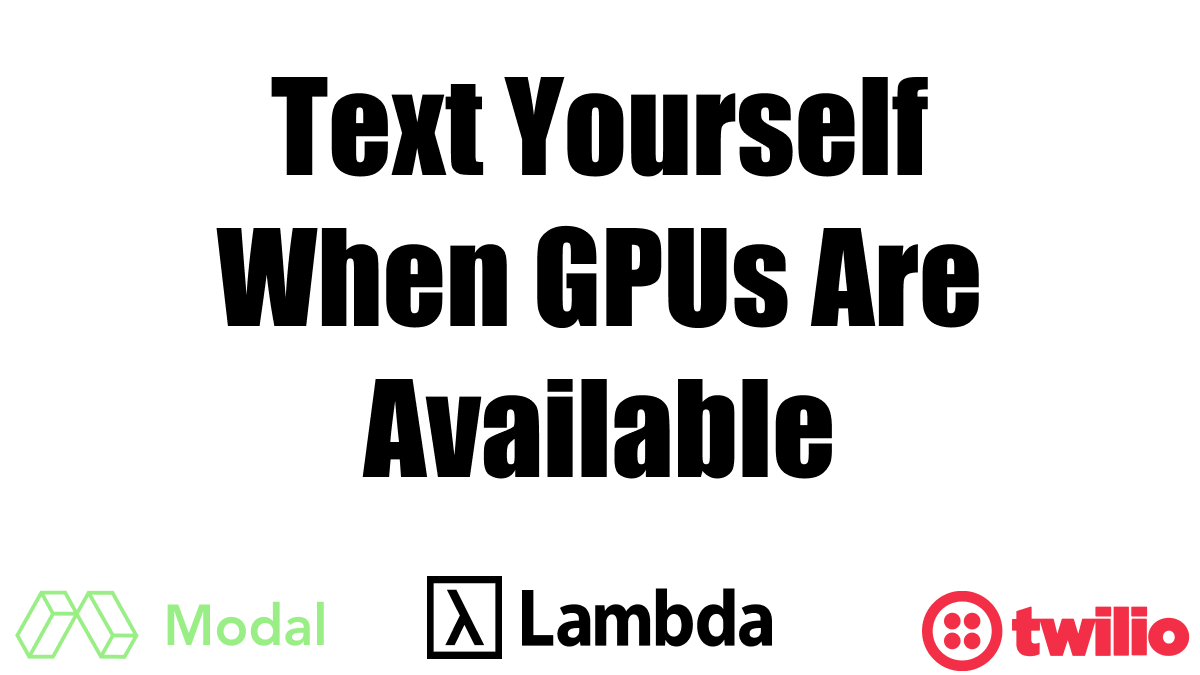 Text Yourself
When GPUs Are
Available
Modal
λ Lambda
twilio